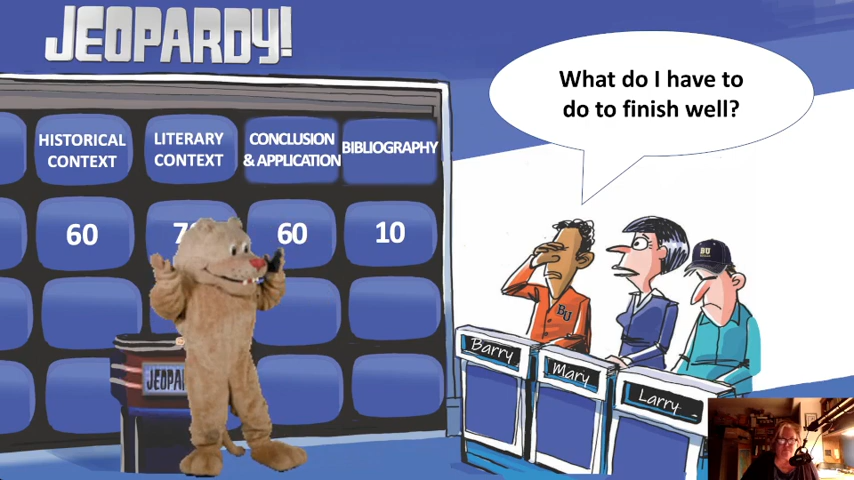 JEOPARDY!
What do I have to
do to finish well?
HISTORICAL
CONTEXT
LITERARY
CONTEXT
CONCLUSION
& APPLICATION
BIBLIOGRAPHY
60
60
10
BU
BU
Barry
Mary
Larry